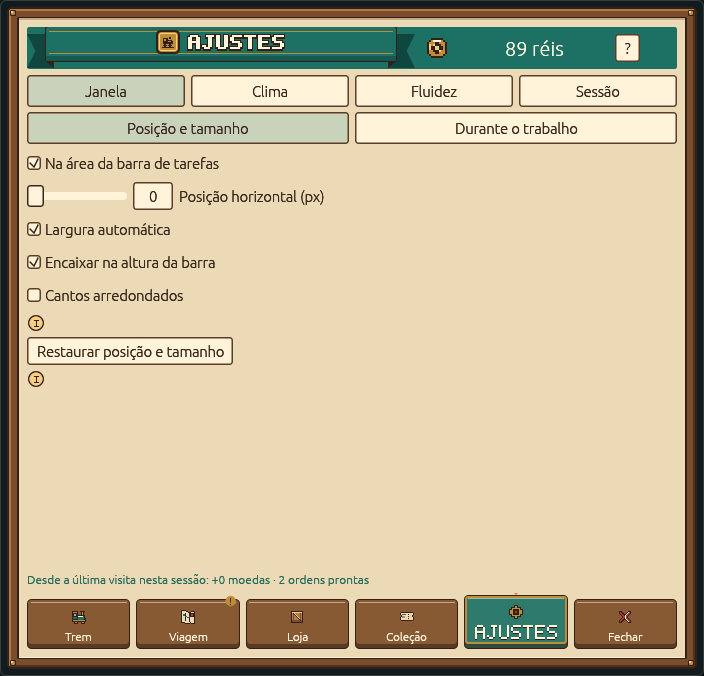 AJUSTES
89 réis
?
Janela
Clima
Fluidez
Sessão
Posição e tamanho
Durante o trabalho
Na área da barra de tarefas
0
Posição horizontal (px)
Largura automática
Encaixar na altura da barra
Cantos arredondados
I
Restaurar posição e tamanho
I
Desde a última visita nesta sessão: +0 moedas · 2 ordens prontas
!
Trem
Viagem
Loja
Coleção
AJUSTES
Fechar